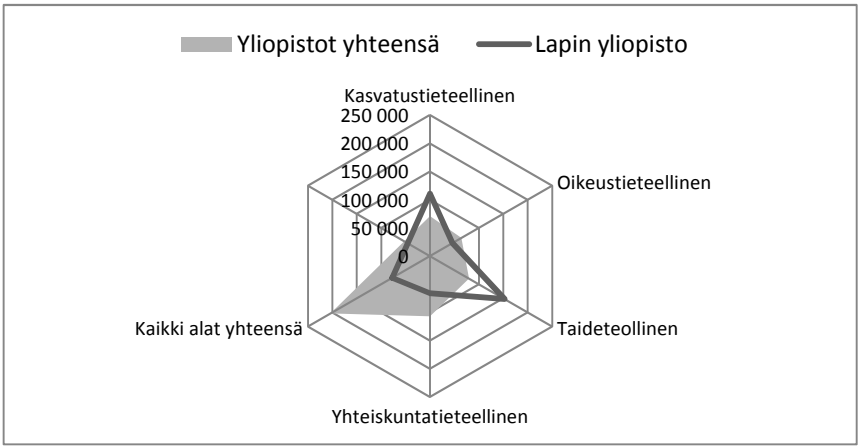 Yliopistot yhteensä Lapin yliopisto
Kasvatustieteellinen
250 000
200 000
Oikeustieteellinen
150 000
100 000
50 000
0
Kaikki alat yhteensä
Taideteollinen
Yhteiskuntatieteellinen